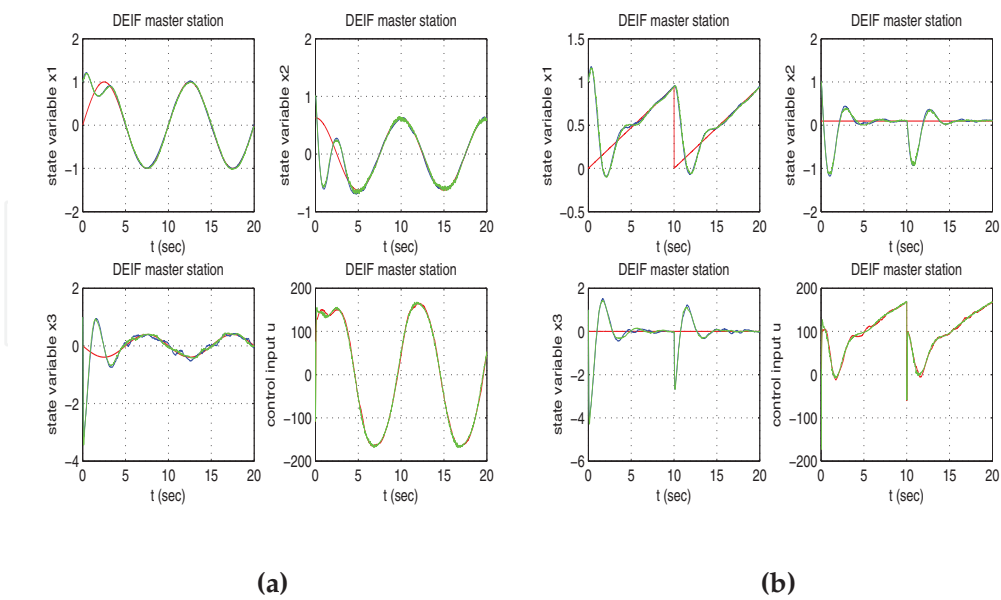 DEIF master station
state variable x1
2
1
0
−1
−2
0 5 10 15 20
t (sec)
DEIF master station
state variable x2
2
1
0
−1
0 5 10 15 20
t (sec)
DEIF master station
state variable x3
2
0
−2
−4
0 5 10 15 20
t (sec)
DEIF master station
control input u
200
100
0
−100
−200
0 5 10 15 20
t (sec)
(a)
DEIF master station
state variable x1
1.5
1
0.5
0
−0.5
0 5 10 15 20
t (sec)
DEIF master station
state variable x2
2
1
0
−1
−2
0 5 10 15 20
t (sec)
DEIF master station
state variable x3
2
0
−2
−4
−6
0 5 10 15 20
t (sec)
DEIF master station
control input u
200
100
0
−100
−200
0 5 10 15 20
t (sec)
(b)